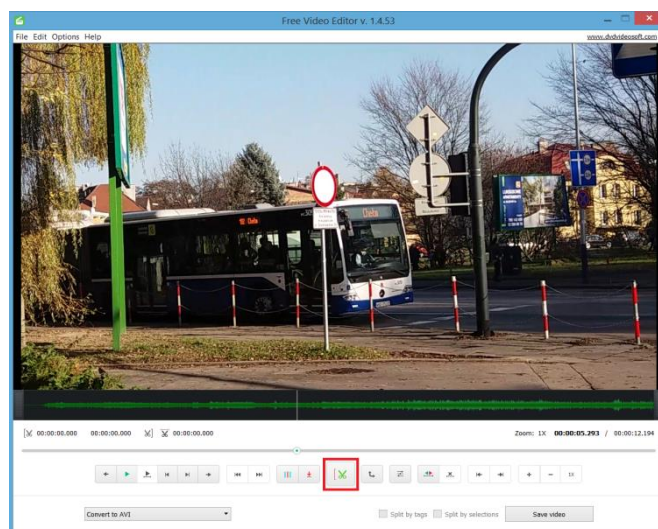 Free Video Editor v. 1.4.53
File Edit Options Help
www.dvdvideosoft.com
00:00:00.000 00:00:00.000 00:00:00.000
Zoom: 1X 00:00:05.293 / 00:00:12.194
1X
Convert to AVI
Split by tags Split by selections Save video